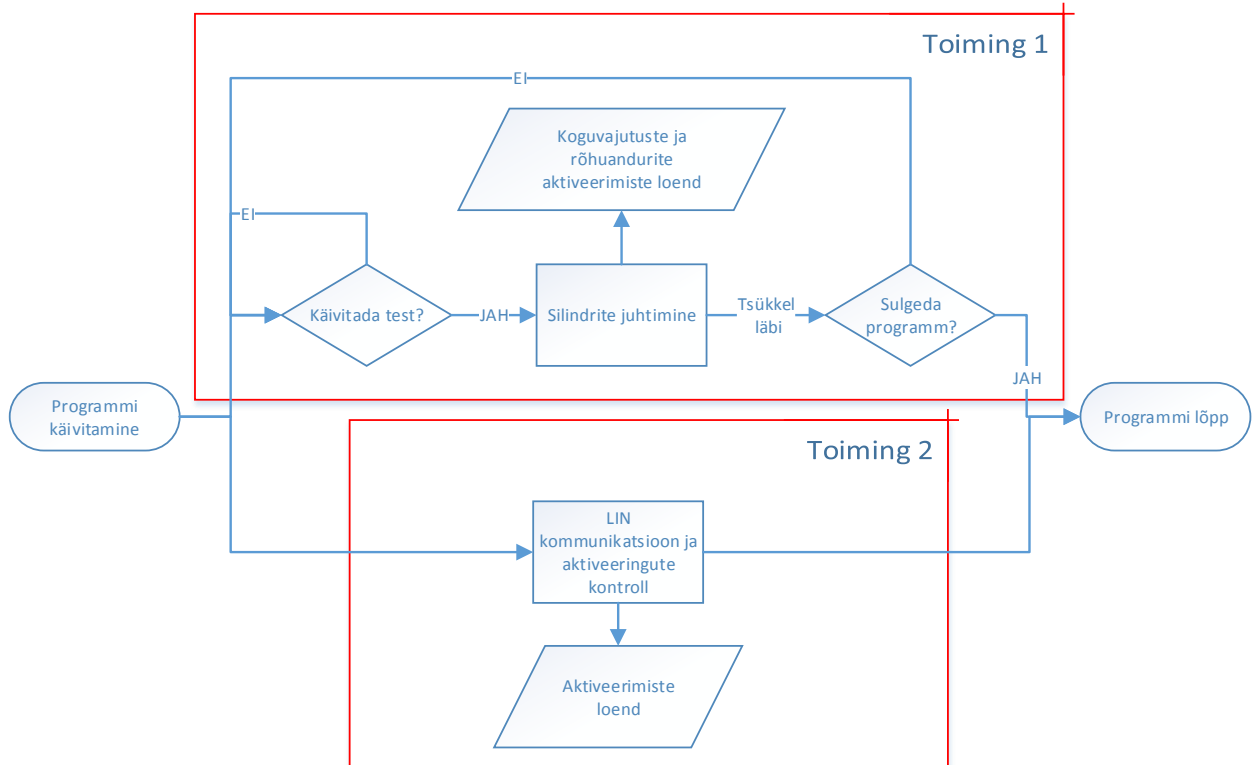 Toiming 1
EI
Koguvajutuste ja
rõhuandurite
aktiveerimiste loend
EI
Käivitada test?
JAH
Silindrite juhtimine
Tsükkel
läbi
Sulgeda
programm?
JAH
Programmi
käivitamine
Programmi lõpp
Toiming 2
LIN
kommunikatsioon ja
aktiveeringute
kontroll
Aktiveerimiste
loend